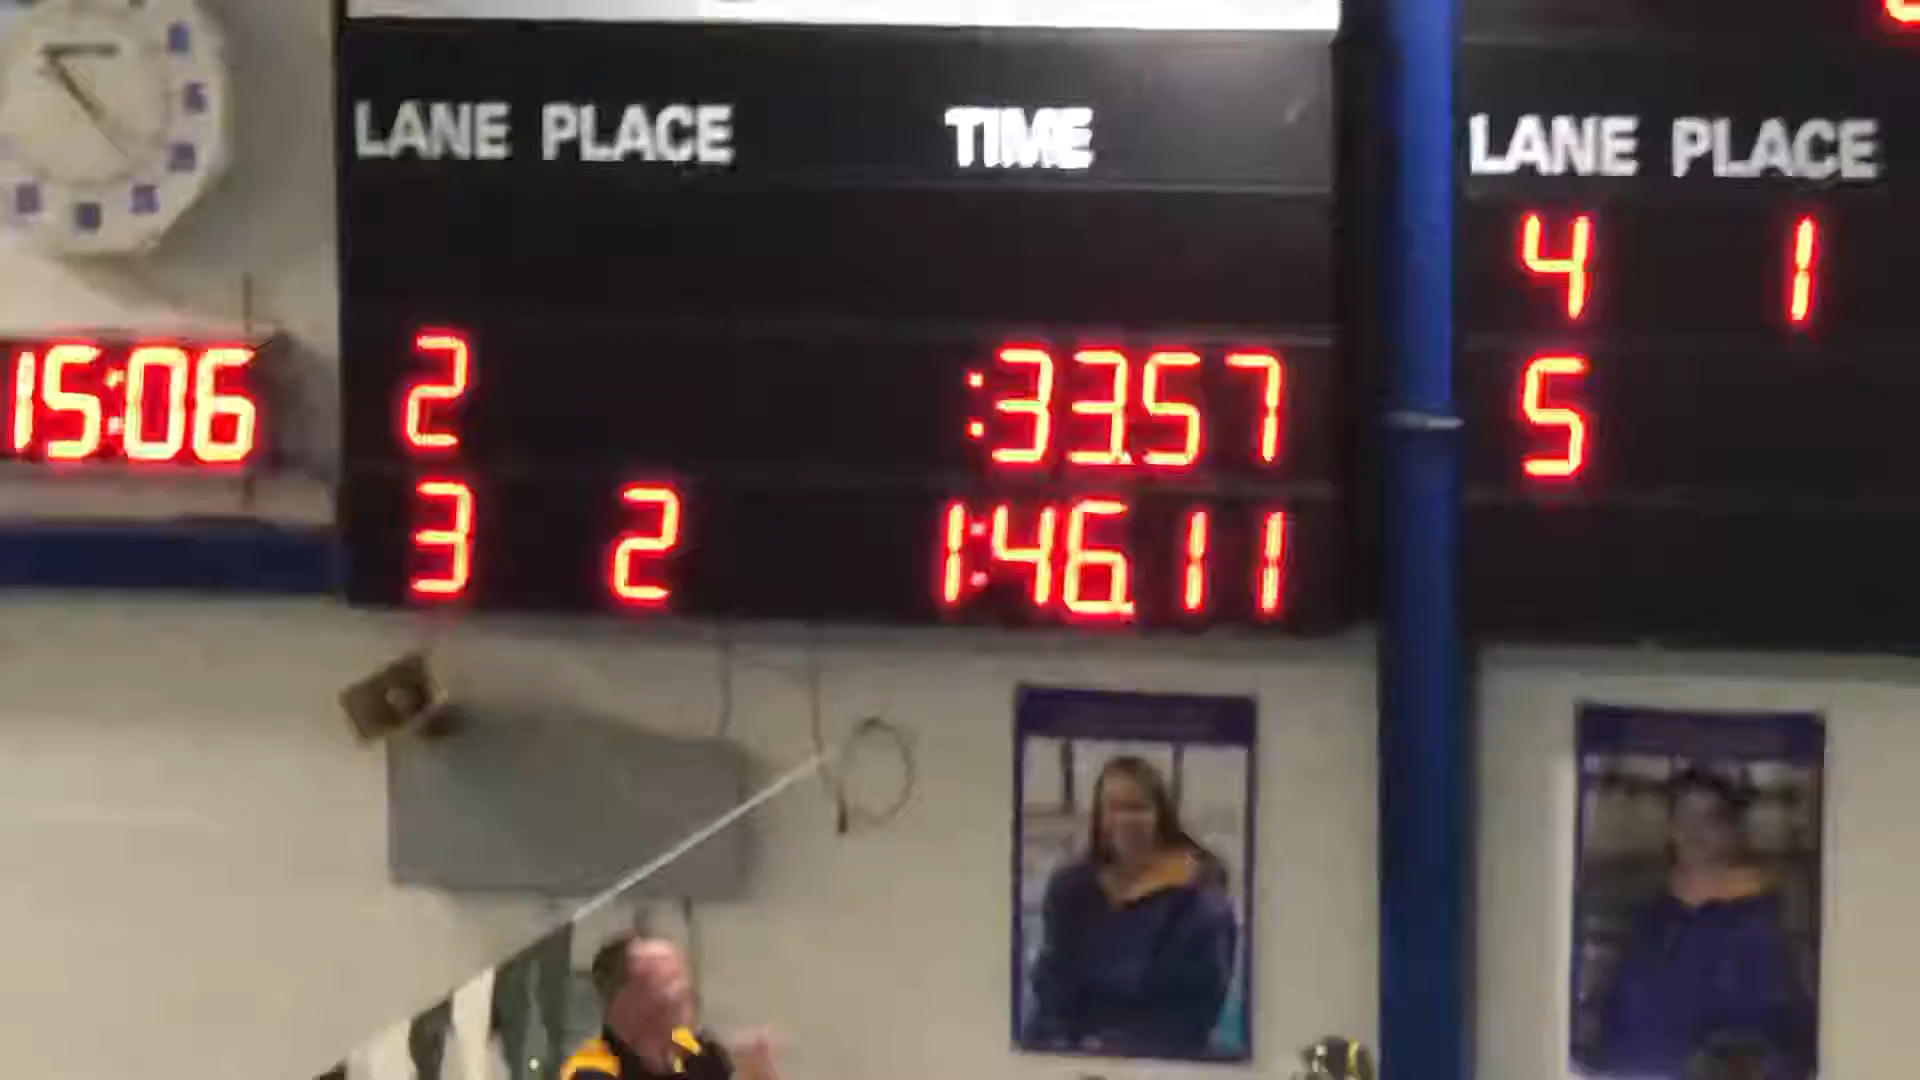 LANE PLACE TIME
2 :33.57
3 2 1:46.11
15:06
LANE PLACE
4 1
5